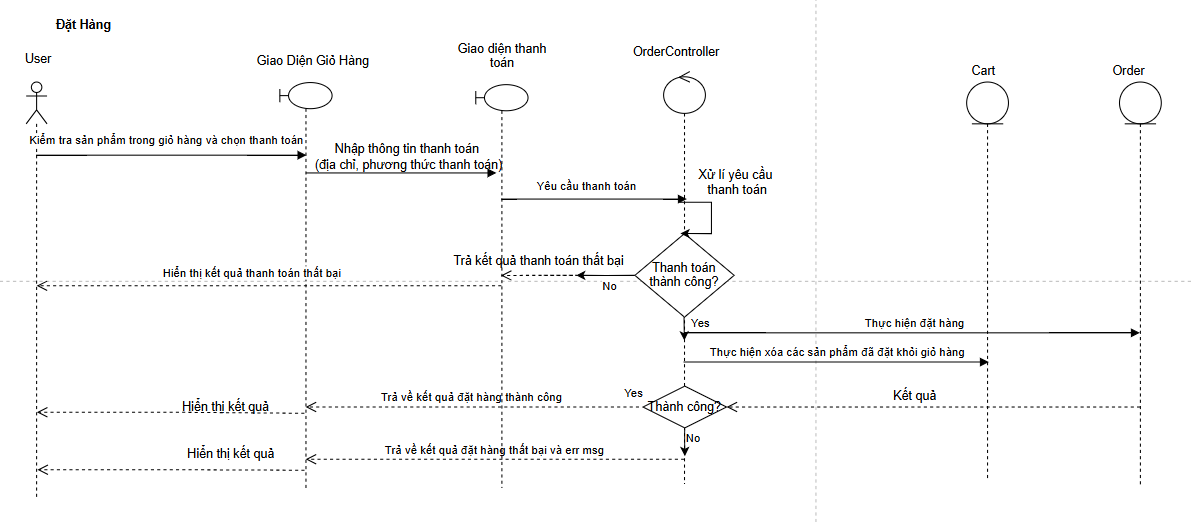 Đặt Hàng
User
Giao Diện Giỏ Hàng
Giao diện thanh
toán
OrderController
Cart
Order
Kiểm tra sản phẩm trong giỏ hàng và chọn thanh toán
Nhập thông tin thanh toán
(địa chỉ, phương thức thanh toán)
Yêu cầu thanh toán
Xử lí yêu cầu
thanh toán
Trả kết quả thanh toán thất bại
Hiển thị kết quả thanh toán thất bại
No
Thanh toán
thành công?
Yes
Thực hiện đặt hàng
Thực hiện xóa các sản phẩm đã đặt khỏi giỏ hàng
Hiển thị kết quả
Trả về kết quả đặt hàng thành công
Yes
Thành công?
Kết quả
No
Hiển thị kết quả
Trả về kết quả đặt hàng thất bại và err msg